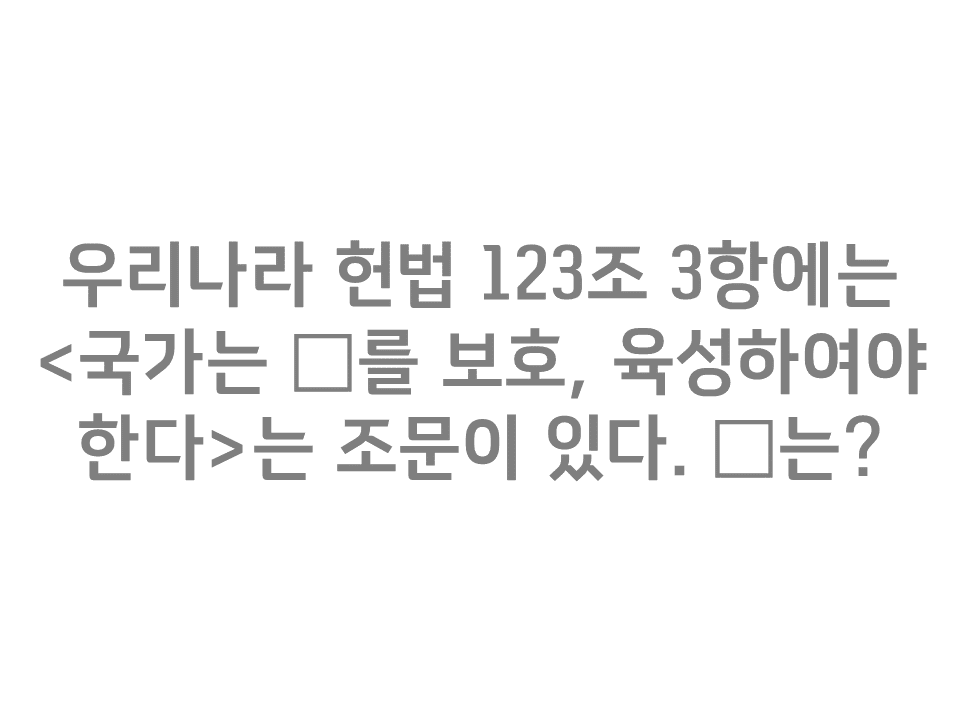 우리나라 헌법 123조 3항에는
<국가는 □를 보호, 육성하여야
한다>는 조문이 있다. □는?